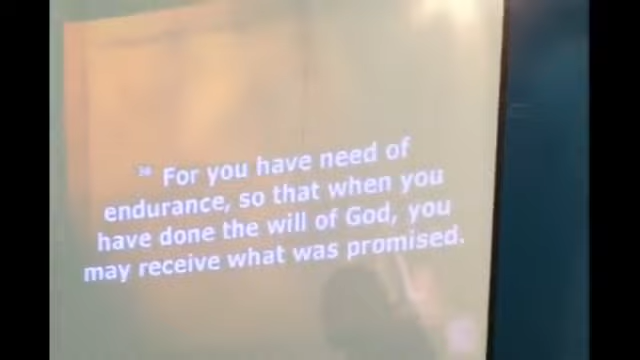 36 For you have need of
endurance, so that when you
have done the will of God, you
may receive what was promised.